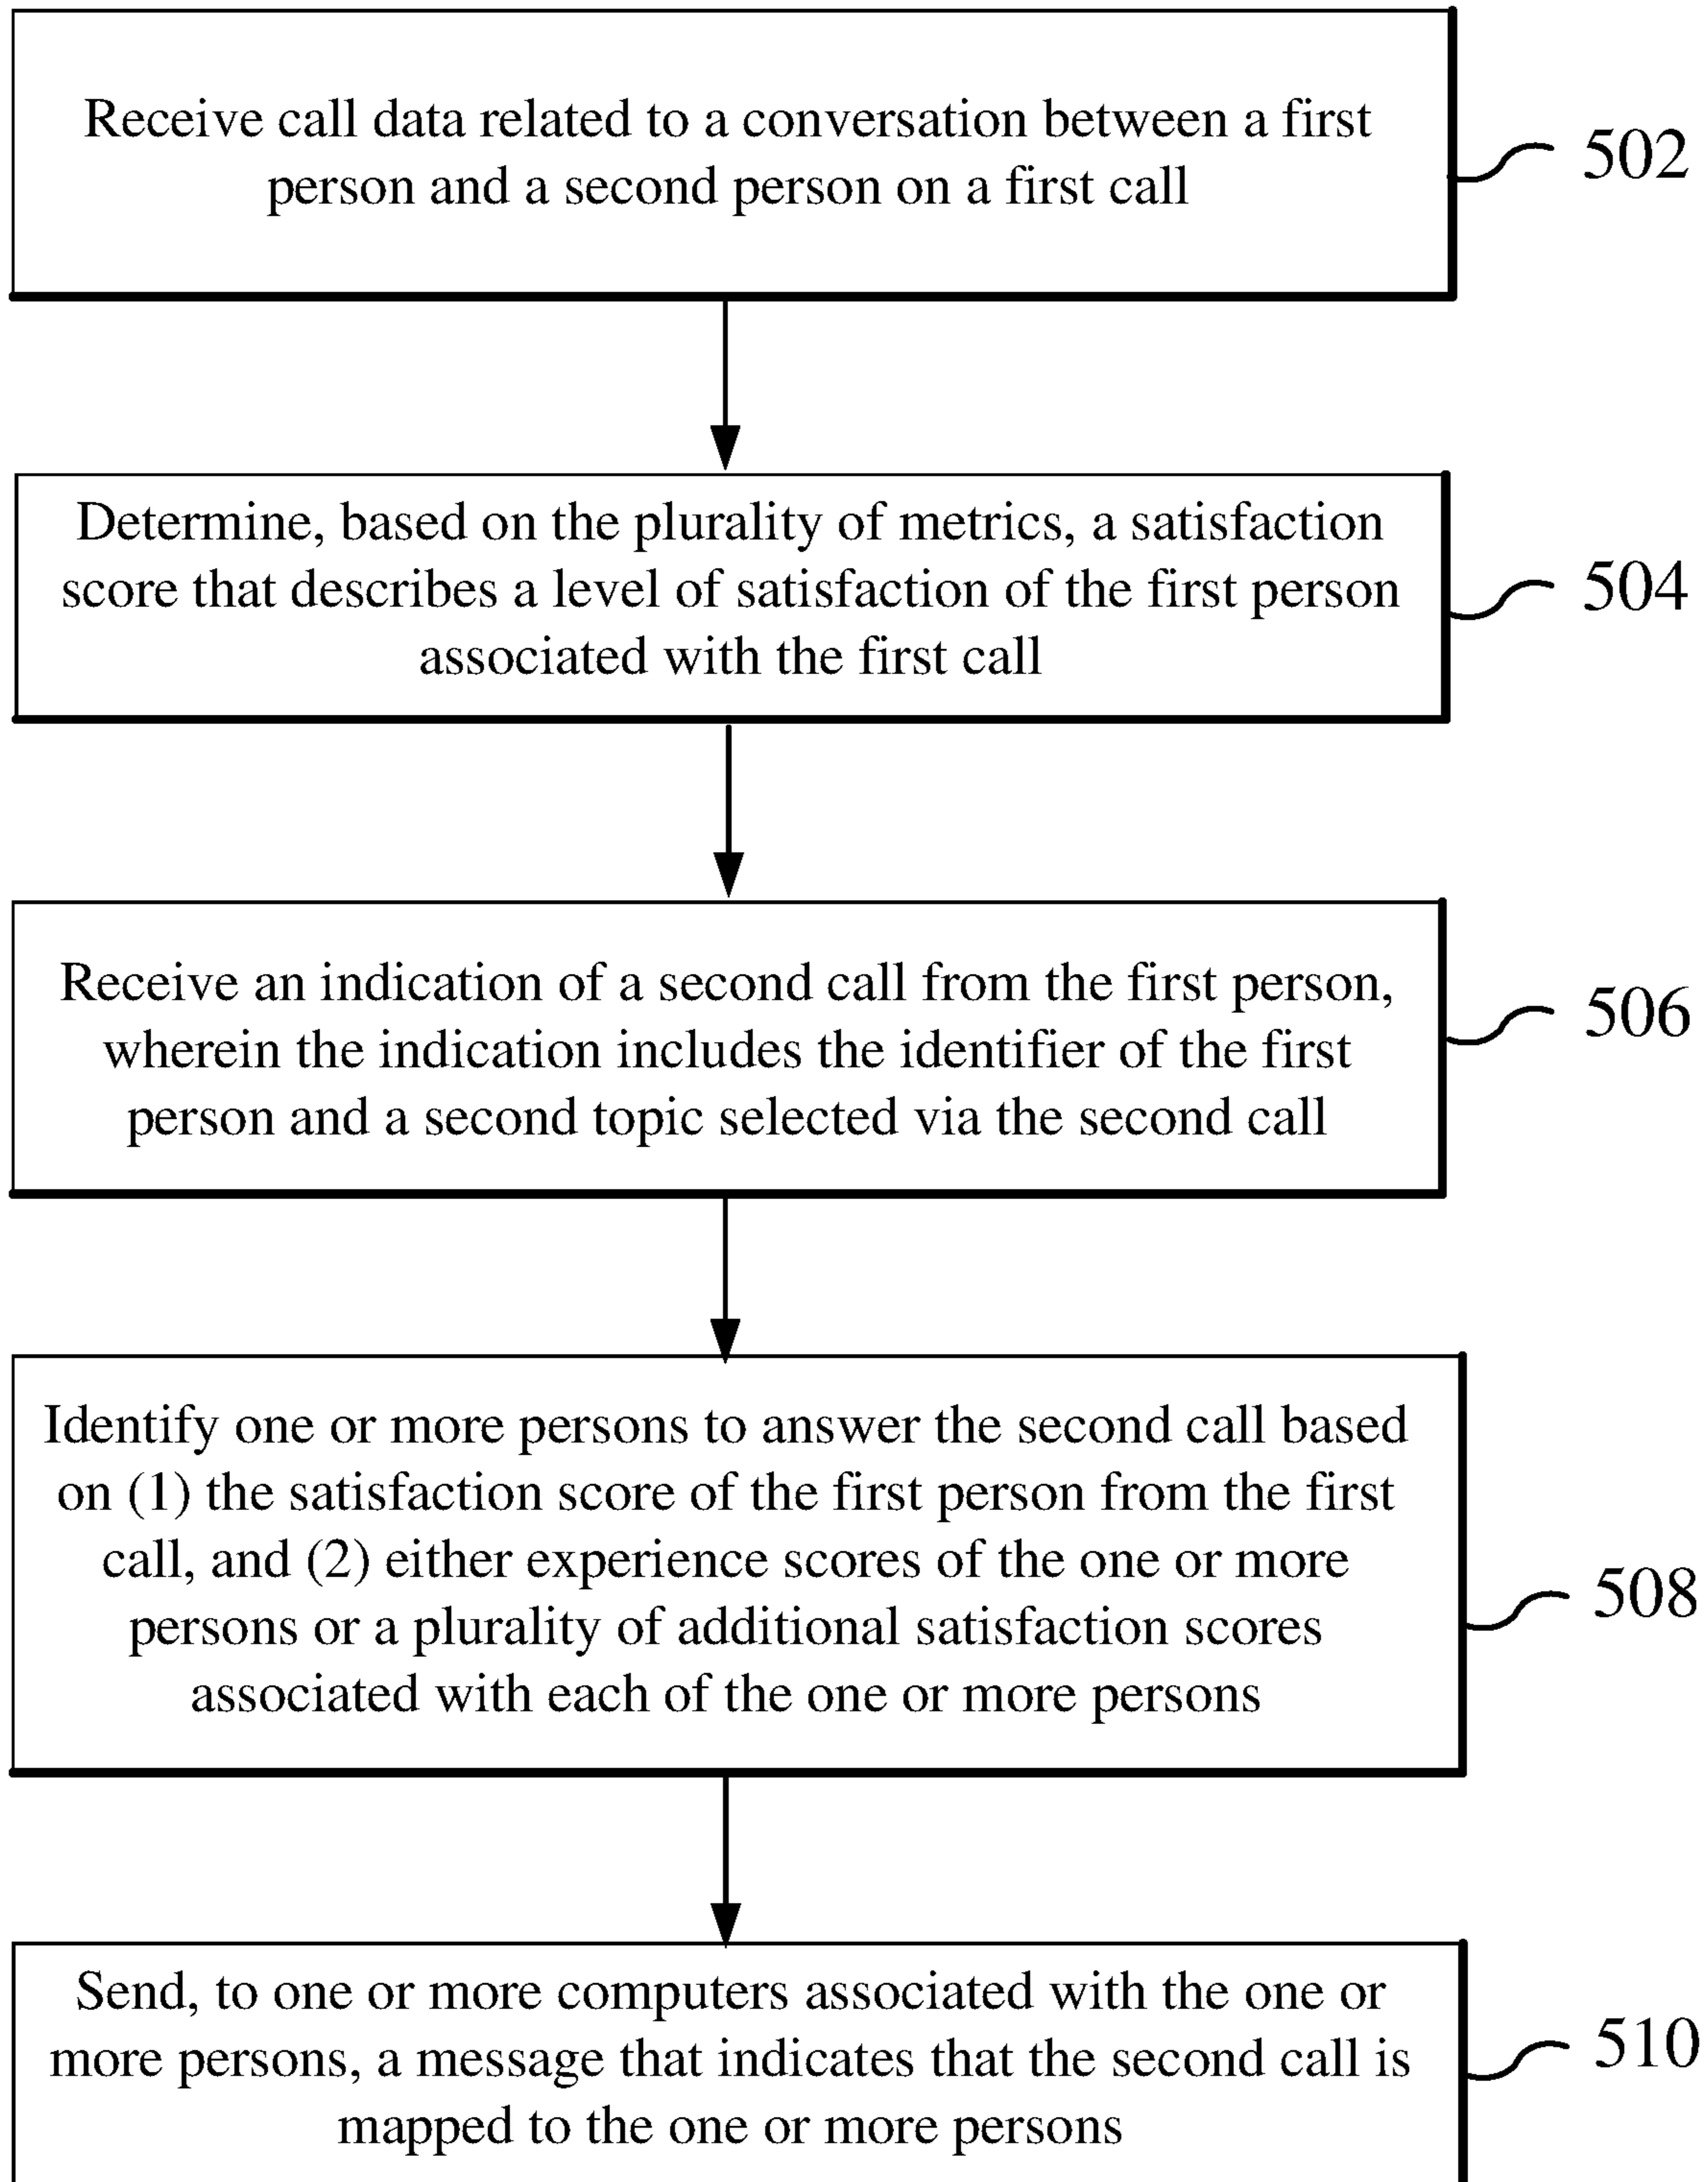 Receive call data related to a conversation between a first
person and a second person on a first call
502
Determine, based on the plurality of metrics, a satisfaction
score that describes a level of satisfaction of the first person
associated with the first call
504
Receive an indication of a second call from the first person,
wherein the indication includes the identifier of the first
person and a second topic selected via the second call
506
Identify one or more persons to answer the second call based
on (1) the satisfaction score of the first person from the first
call, and (2) either experience scores of the one or more
persons or a plurality of additional satisfaction scores
associated with each of the one or more persons
508
Send, to one or more computers associated with the one or
more persons, a message that indicates that the second call is
mapped to the one or more persons
510